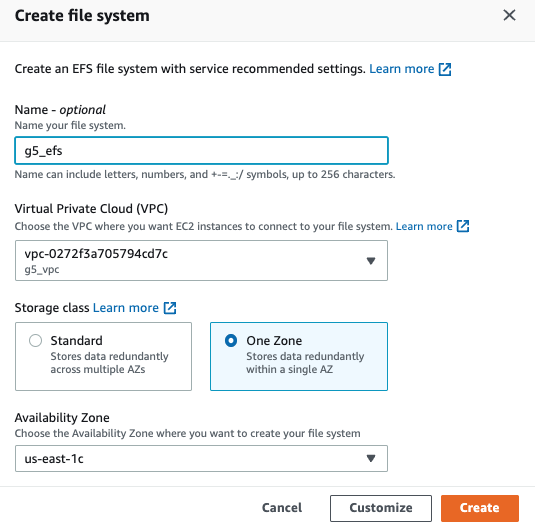 Create file system
Create an EFS file system with service recommended settings. Learn more
Name - optional
Name your file system.
g5_efs
Name can include letters, numbers, and +-=._:/ symbols, up to 256 characters.
Virtual Private Cloud (VPC)
Choose the VPC where you want EC2 instances to connect to your file system. Learn more
vpc-0272f3a705794cd7c
g5_vpc
Storage class Learn more
Standard
Stores data redundantly
across multiple AZs
One Zone
Stores data redundantly
within a single AZ
Availability Zone
Choose the Availability Zone where you want to create your file system
us-east-1c
Cancel Customize Create